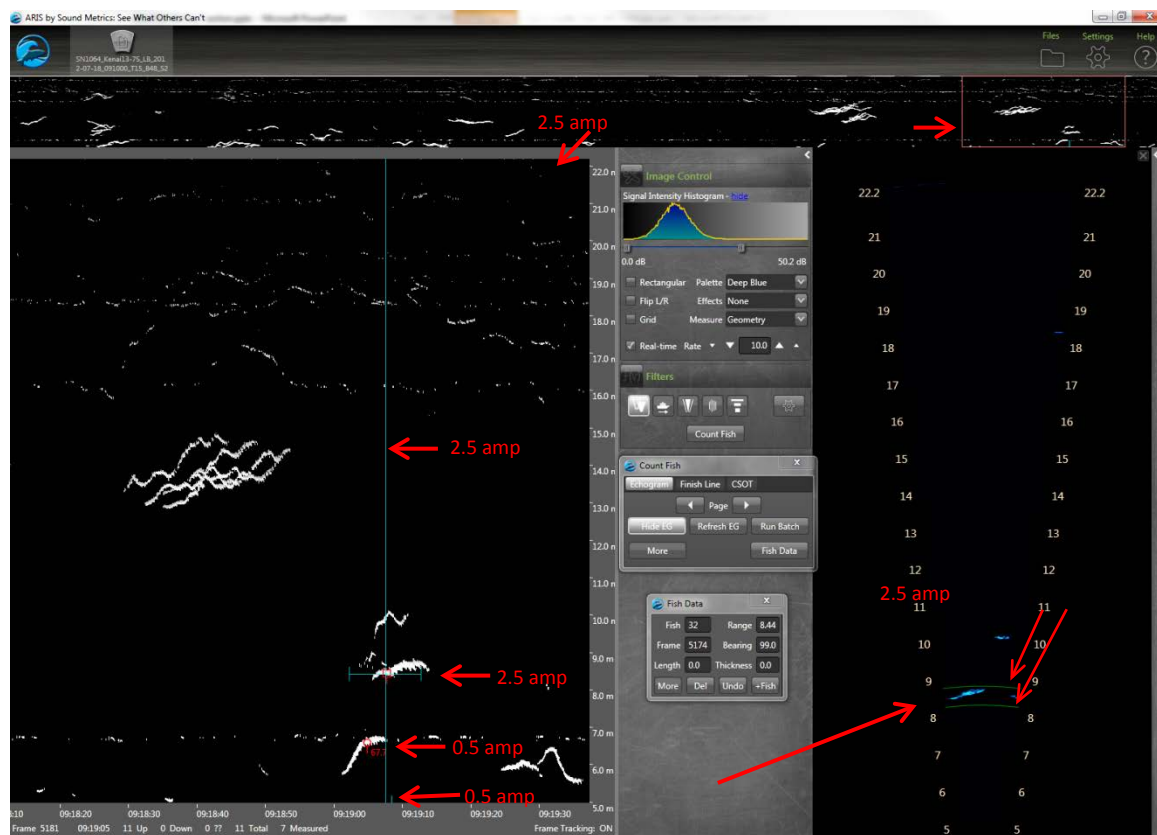 ARIS by Sound Metrics: See What Others Can't
Microsoft PowerPoint
Files Settings Help
SN1064_Kenai13-75_LB_201
2-07-18_091000_T15_B48_S2
2.5 amp
Image Control
Signal Intensity Histogram - hide
0.0 dB 50.2 dB
Rectangular Palette Deep Blue
Flip L/R Effects None
Grid Measure Geometry
Real-time Rate 10.0
Filters
Count Fish
Count Fish X
Echogram Finish Line CSOT
Page
Hide EG Refresh EG Run Batch
More Fish Data
Fish Data X
Fish 32 Range 8.44
Frame 5174 Bearing 99.0
Length 0.0 Thickness 0.0
More Del Undo +Fish
22.0 m
21.0 m
20.0 m
19.0 m
18.0 m
17.0 m
16.0 m
15.0 m
14.0 m
13.0 m
12.0 m
11.0 m
10.0 m
9.0 m
8.0 m
7.0 m
6.0 m
5.0 m
2.5 amp
2.5 amp
0.5 amp
67.7
0.5 amp
22.2 22.2
21 21
20 20
19 19
18 18
17 17
16 16
15 15
14 14
13 13
12 12
2.5 amp
11 11
10 10
9 9
8 8
7 7
6 6
5 5
:10 09:18:20 09:18:30 09:18:40 09:18:50 09:19:00 09:19:10 09:19:20 09:19:30
Frame 5181 09:19:05 11 Up 0 Down 0 ?? 11 Total 7 Measured Frame Tracking: ON